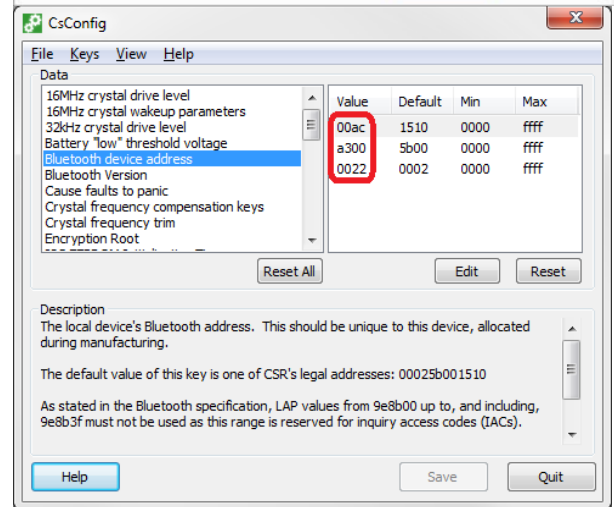 CsConfig
File Keys View Help
Data
16MHz crystal drive level
16MHz crystal wakeup parameters
32kHz crystal drive level
Battery "low" threshold voltage
Bluetooth device address
Bluetooth Version
Cause faults to panic
Crystal frequency compensation keys
Crystal frequency trim
Encryption Root
Value Default Min Max
00ac 1510 0000 ffff
a300 5b00 0000 ffff
0022 0002 0000 ffff
Reset All Edit Reset
Description
The local device's Bluetooth address. This should be unique to this device, allocated
during manufacturing.
The default value of this key is one of CSR's legal addresses: 00025b001510
As stated in the Bluetooth specification, LAP values from 9e8b00 up to, and including,
9e8b3f must not be used as this range is reserved for inquiry access codes (IACs).
Help Save Quit